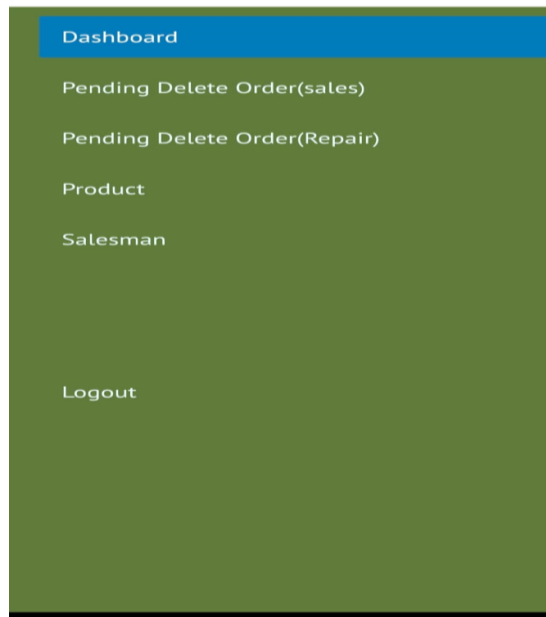 Dashboard
Pending Delete Order(sales)
Pending Delete Order(Repair)
Product
Salesman
Logout